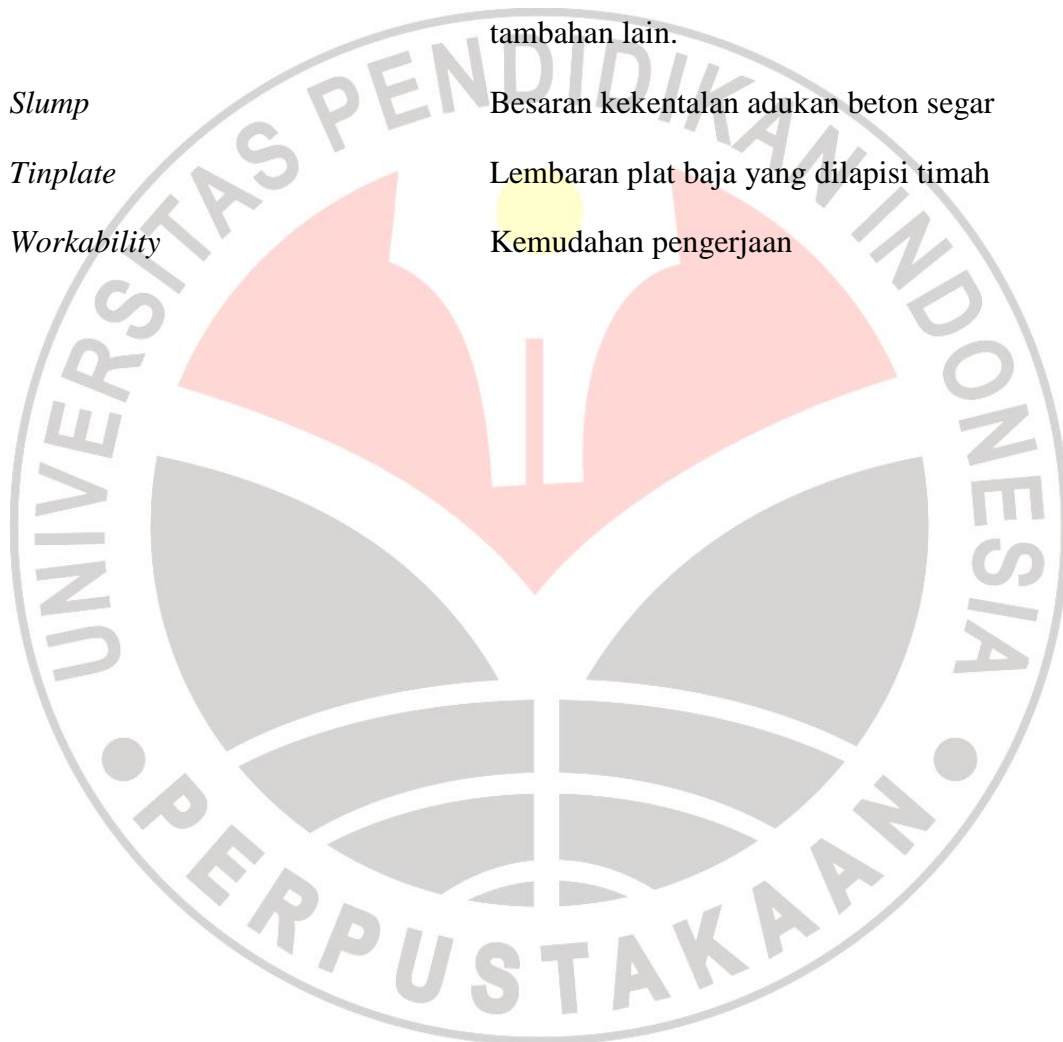 tambahan lain.
Slump Besaran kekentalan adukan beton segar
Tinplate Lembaran plat baja yang dilapisi timah
Workability Kemudahan pengerjaan
UNIVERSITAS PENDIDIKAN INDONESIA
PERPUSTAKAAN